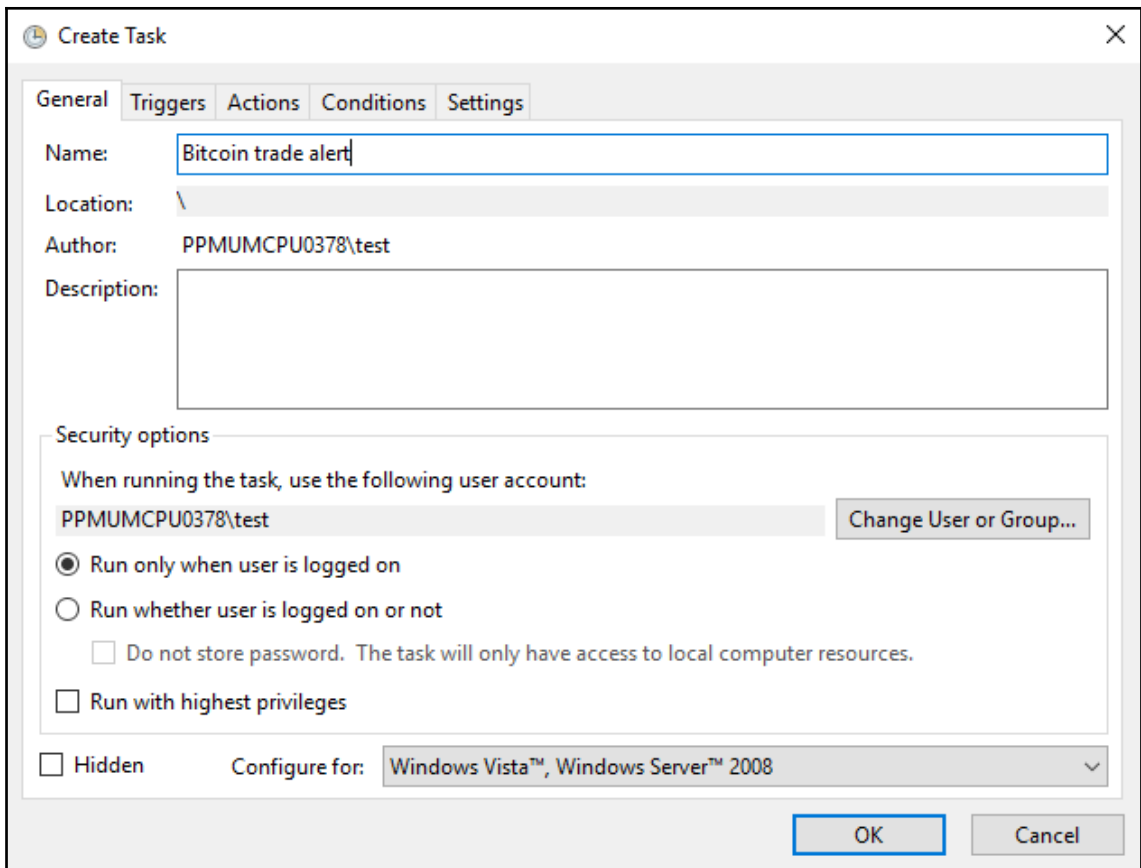 Create Task
General Triggers Actions Conditions Settings
Name: Bitcoin trade alert
Location: \
Author: PPMUMCPU0378\test
Description:
Security options
When running the task, use the following user account:
PPMUMCPU0378\test Change User or Group...
Run only when user is logged on
Run whether user is logged on or not
Do not store password. The task will only have access to local computer resources.
Run with highest privileges
Hidden Configure for: Windows Vista™, Windows Server™ 2008
OK Cancel